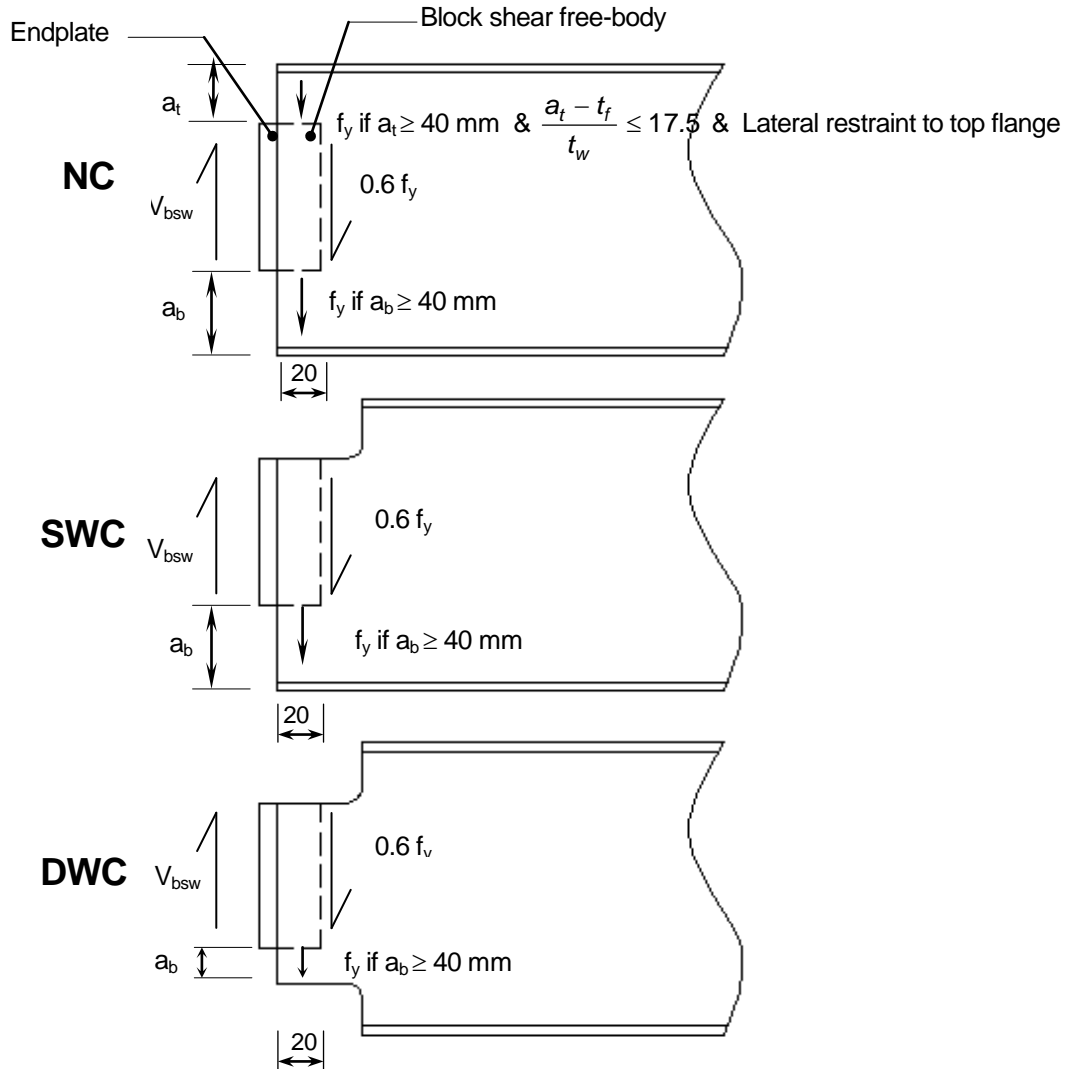 Endplate
Block shear free-body
a_t
f_y if a_t ≥ 40 mm & (a_t − t_f)/t_w ≤ 17.5 & Lateral restraint to top flange
NC
V_bsw
0.6 f_y
a_b
f_y if a_b ≥ 40 mm
20
SWC
V_bsw
0.6 f_y
a_b
f_y if a_b ≥ 40 mm
20
DWC
V_bsw
0.6 f_y
a_b
f_y if a_b ≥ 40 mm
20